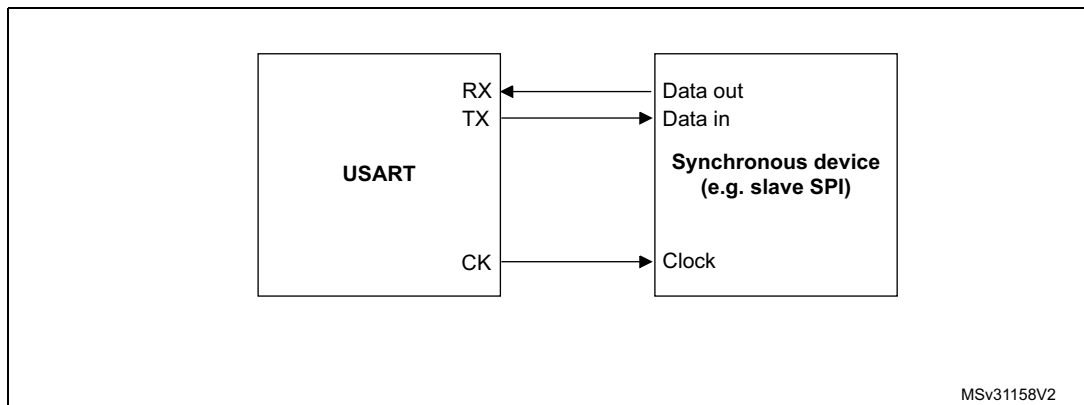 RX
Data out
TX
Data in
USART
Synchronous device
(e.g. slave SPI)
CK
Clock
MSv31158V2